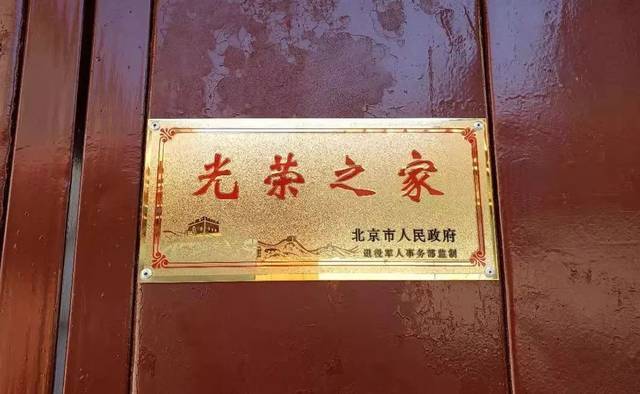 光荣之家
北京市人民政府
退役军人事务部监制